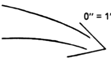 0″ = 1′